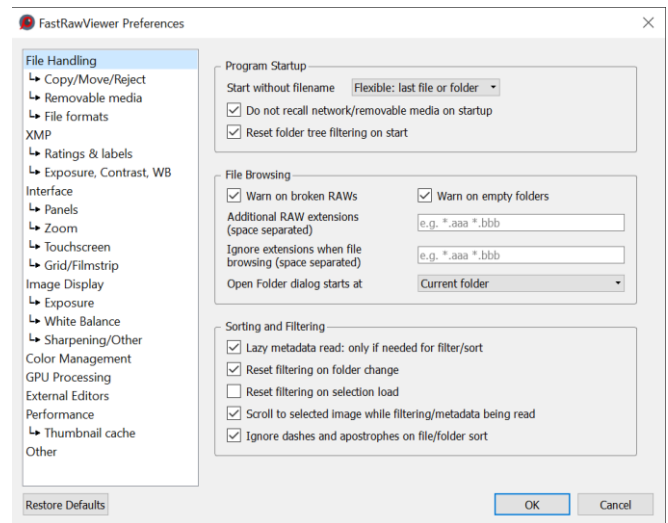 FastRawViewer Preferences
File Handling
Copy/Move/Reject
Removable media
File formats
XMP
Ratings & labels
Exposure, Contrast, WB
Interface
Panels
Zoom
Touchscreen
Grid/Filmstrip
Image Display
Exposure
White Balance
Sharpening/Other
Color Management
GPU Processing
External Editors
Performance
Thumbnail cache
Other
Program Startup
Start without filename Flexible: last file or folder
Do not recall network/removable media on startup
Reset folder tree filtering on start
File Browsing
Warn on broken RAWs Warn on empty folders
Additional RAW extensions
(space separated) e.g. *.aaa *.bbb
Ignore extensions when file
browsing (space separated) e.g. *.aaa *.bbb
Open Folder dialog starts at Current folder
Sorting and Filtering
Lazy metadata read: only if needed for filter/sort
Reset filtering on folder change
Reset filtering on selection load
Scroll to selected image while filtering/metadata being read
Ignore dashes and apostrophes on file/folder sort
Restore Defaults OK Cancel